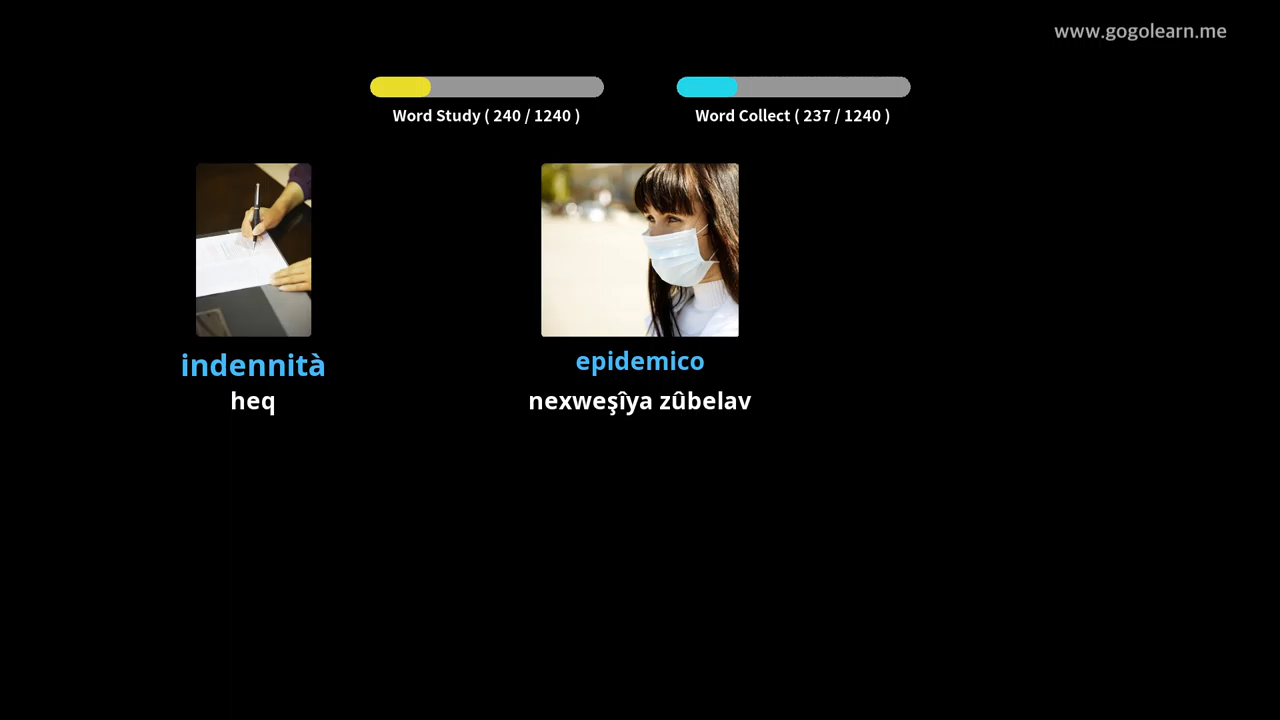 www.gogolearn.me
Word Study ( 240 / 1240 )
Word Collect ( 237 / 1240 )
indennità
heq
epidemico
nexweşîya zûbelav